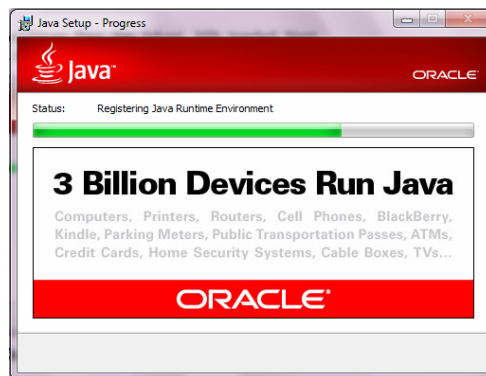 Java Setup - Progress
Java™
ORACLE®
Status: Registering Java Runtime Environment
3 Billion Devices Run Java
Computers, Printers, Routers, Cell Phones, BlackBerry,
Kindle, Parking Meters, Public Transportation Passes, ATMs,
Credit Cards, Home Security Systems, Cable Boxes, TVs...
ORACLE®